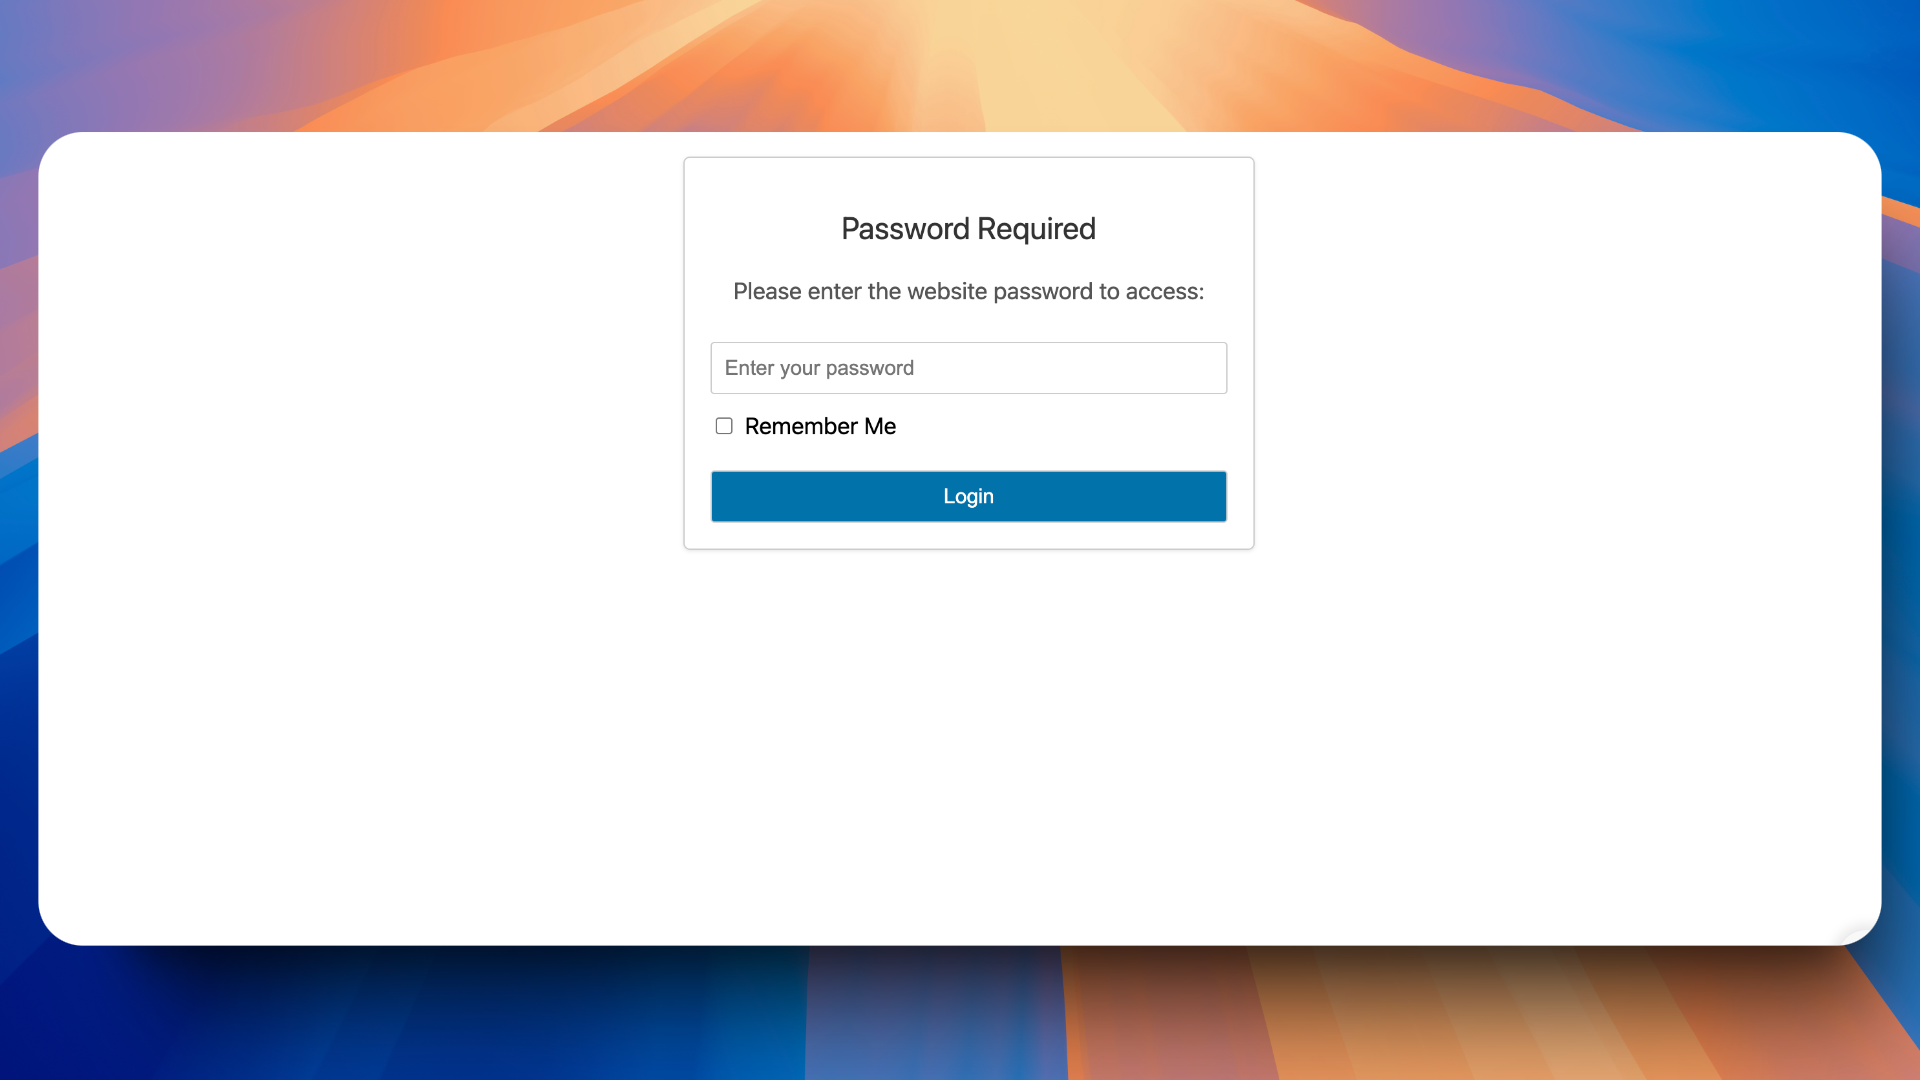 Password Required
Please enter the website password to access:
Enter your password
Remember Me
Login